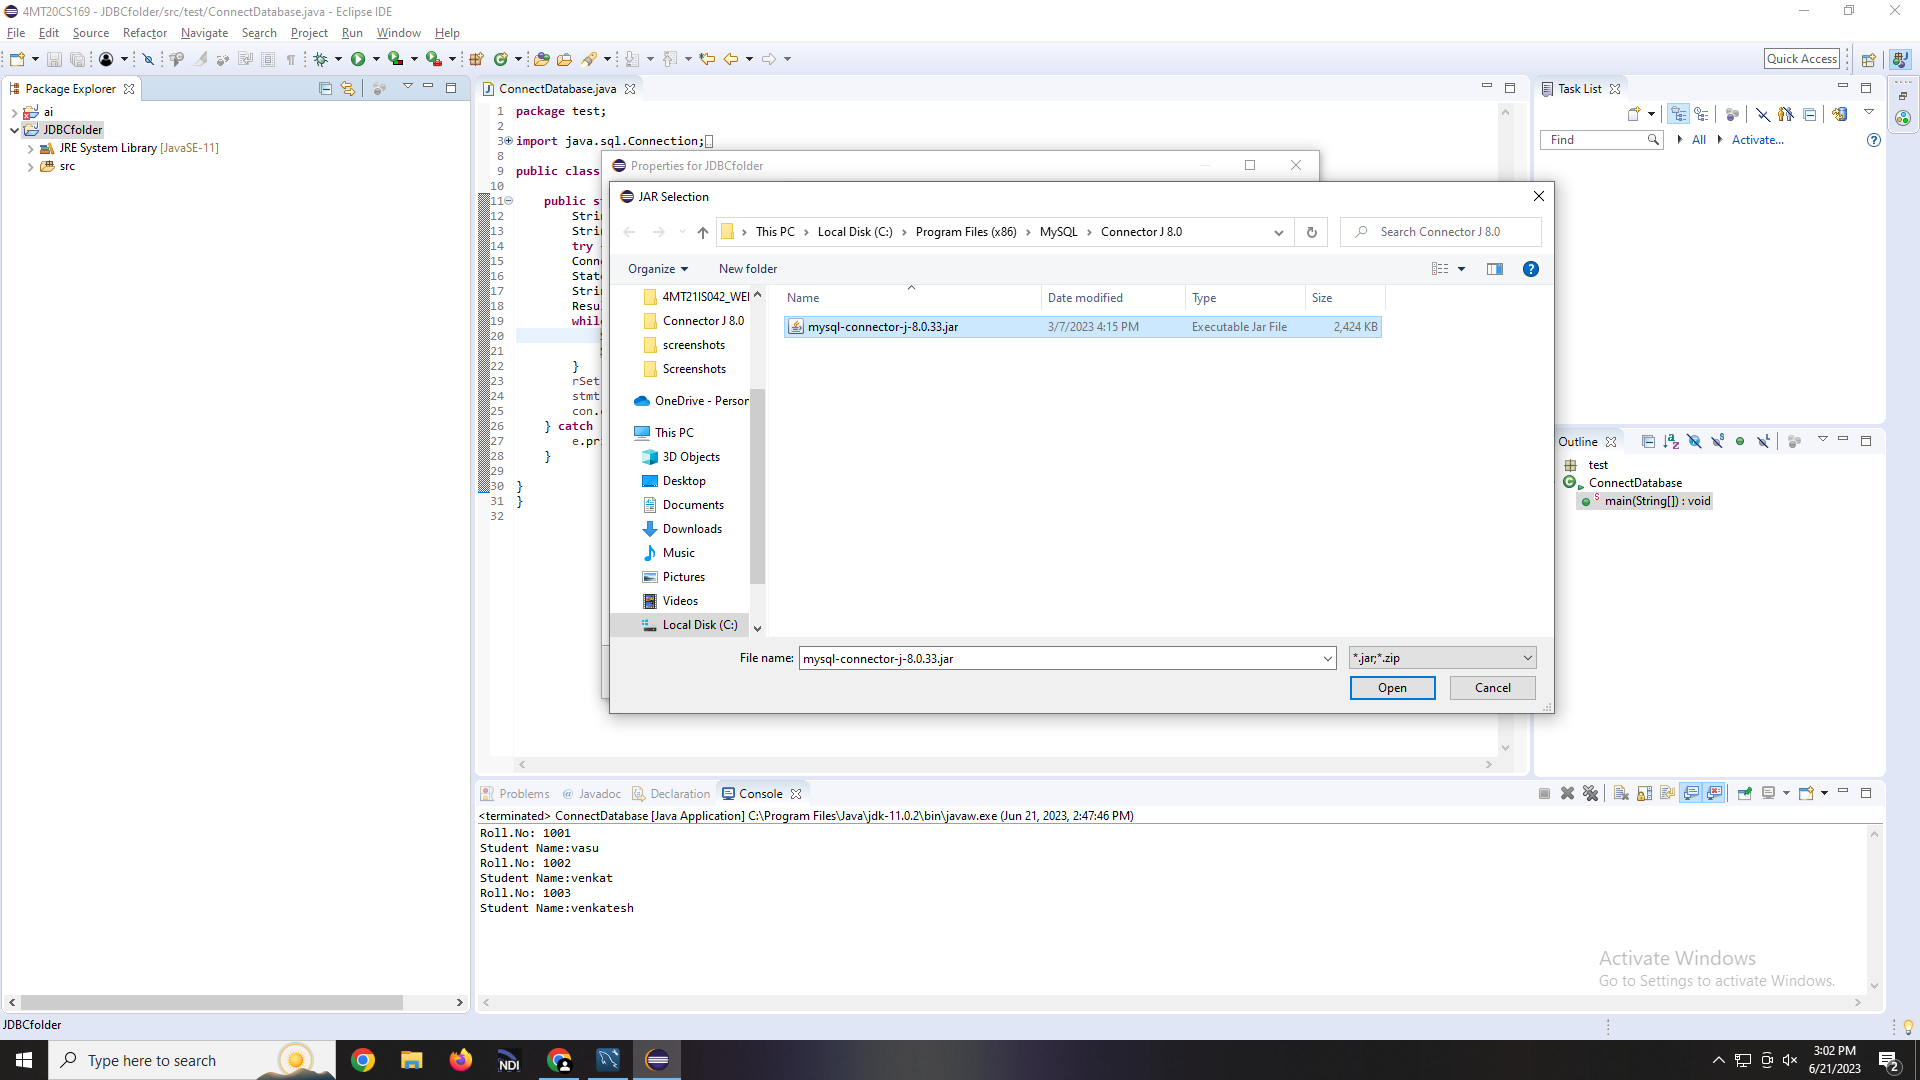 4MT20CS169 - JDBCfolder/src/test/ConnectDatabase.java - Eclipse IDE
File Edit Source Refactor Navigate Search Project Run Window Help
Quick Access
Package Explorer
ai
JDBCfolder
JRE System Library [JavaSE-11]
src
ConnectDatabase.java
1 package test;
2
3 import java.sql.Connection;
8
9 public class
10
11 public st
12 Strin
13 Strin
14 try
15 Conn
16 State
17 Strin
18 Resul
19 while
20
21
22 }
23 rSet
24 stmt
25 con.
26 } catch
27 e.pr
28 }
29
30 }
31 }
32
Properties for JDBCfolder
JAR Selection
This PC Local Disk (C:) Program Files (x86) MySQL Connector J 8.0
Search Connector J 8.0
Organize New folder
4MT21IS042_WEI
Connector J 8.0
screenshots
Screenshots
OneDrive - Person
This PC
3D Objects
Desktop
Documents
Downloads
Music
Pictures
Videos
Local Disk (C:)
Name Date modified Type Size
mysql-connector-j-8.0.33.jar 3/7/2023 4:15 PM Executable Jar File 2,424 KB
File name: mysql-connector-j-8.0.33.jar *.jar;*.zip
Open Cancel
Task List
Find All Activate...
Outline
test
ConnectDatabase
main(String[]) : void
Problems Javadoc Declaration Console
<terminated> ConnectDatabase [Java Application] C:\Program Files\Java\jdk-11.0.2\bin\javaw.exe (Jun 21, 2023, 2:47:46 PM)
Roll.No: 1001
Student Name:vasu
Roll.No: 1002
Student Name:venkat
Roll.No: 1003
Student Name:venkatesh
Activate Windows
Go to Settings to activate Windows.
JDBCfolder
Type here to search
NDI
3:02 PM
6/21/2023
2